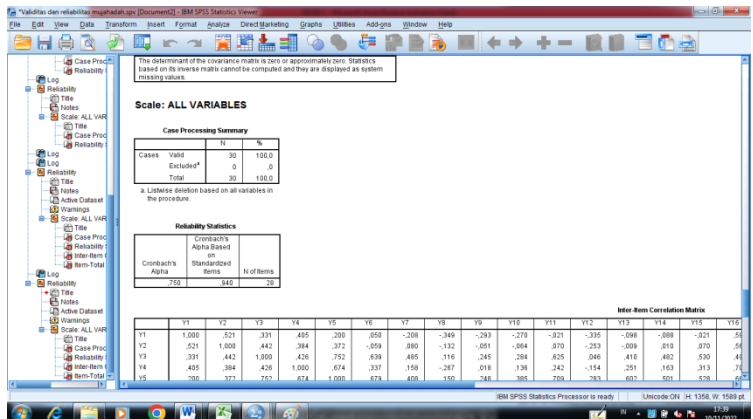 "Validitas dan reliabilitas mujahadah.spv [Document2] - IBM SPSS Statistics Viewer
File Edit View Data Transform Insert Format Analyze Direct Marketing Graphs Utilities Add-ons Window Help
Case Proc
Reliability
Log
Reliability
Title
Notes
Scale: ALL VAR
Title
Case Proc
Reliability
Log
Log
Reliability
Title
Notes
Active Dataset
Warnings
Scale: ALL VAR
Title
Case Proc
Reliability
Inter-Item
Item-Total
Log
Reliability
Title
Notes
Active Dataset
Warnings
Scale: ALL VAR
Title
Case Proc
Reliability
Inter-Item
Item-Total
The determinant of the covariance matrix is zero or approximately zero. Statistics
based on its inverse matrix cannot be computed and they are displayed as system
missing values.
Scale: ALL VARIABLES
Case Processing Summary
N %
Cases Valid 30 100,0
Excludedª 0 ,0
Total 30 100,0
a. Listwise deletion based on all variables in
the procedure.
Reliability Statistics
Cronbach's Alpha
Cronbach's Alpha Based on Standardized Items
N of Items
,750 ,940 29
Inter-Item Correlation Matrix
Y1 Y2 Y3 Y4 Y5 Y6 Y7 Y8 Y9 Y10 Y11 Y12 Y13 Y14 Y15 Y16
Y1 1,000 ,521 ,331 ,405 ,200 ,050 -,208 -,349 -,293 -,270 -,021 -,335 -,098 -,088 -,021
Y2 ,521 1,000 ,442 ,384 ,372 -,059 ,080 -,132 -,051 -,064 ,070 -,253 -,009 ,010 ,070
Y3 ,331 ,442 1,000 ,426 ,752 ,639 ,485 ,116 ,245 ,284 ,625 ,046 ,410 ,482 ,530
Y4 ,405 ,384 ,426 1,000 ,674 ,337 ,158 -,267 ,018 ,136 ,242 -,154 ,251 ,163 ,313
Y5
IBM SPSS Statistics Processor is ready Unicode:ON H: 1358, W: 1589 pt
IN
17:39
10/11/2022